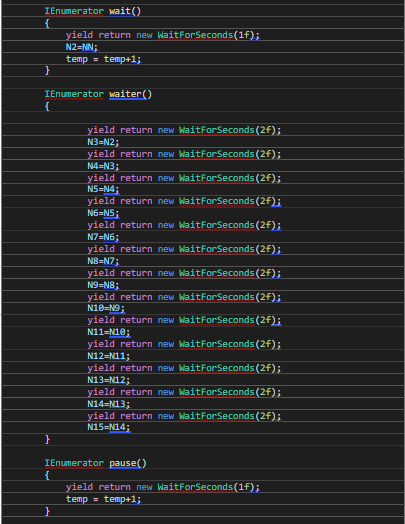 IEnumerator wait()
{
yield return new WaitForSeconds(1f);
N2=NN;
temp = temp+1;
}
IEnumerator waiter()
{
yield return new WaitForSeconds(2f);
N3=N2;
yield return new WaitForSeconds(2f);
N4=N3;
yield return new WaitForSeconds(2f);
N5=N4;
yield return new WaitForSeconds(2f);
N6=N5;
yield return new WaitForSeconds(2f);
N7=N6;
yield return new WaitForSeconds(2f);
N8=N7;
yield return new WaitForSeconds(2f);
N9=N8;
yield return new WaitForSeconds(2f);
N10=N9;
yield return new WaitForSeconds(2f);
N11=N10;
yield return new WaitForSeconds(2f);
N12=N11;
yield return new WaitForSeconds(2f);
N13=N12;
yield return new WaitForSeconds(2f);
N14=N13;
yield return new WaitForSeconds(2f);
N15=N14;
}
IEnumerator pause()
{
yield return new WaitForSeconds(1f);
temp = temp+1;
}